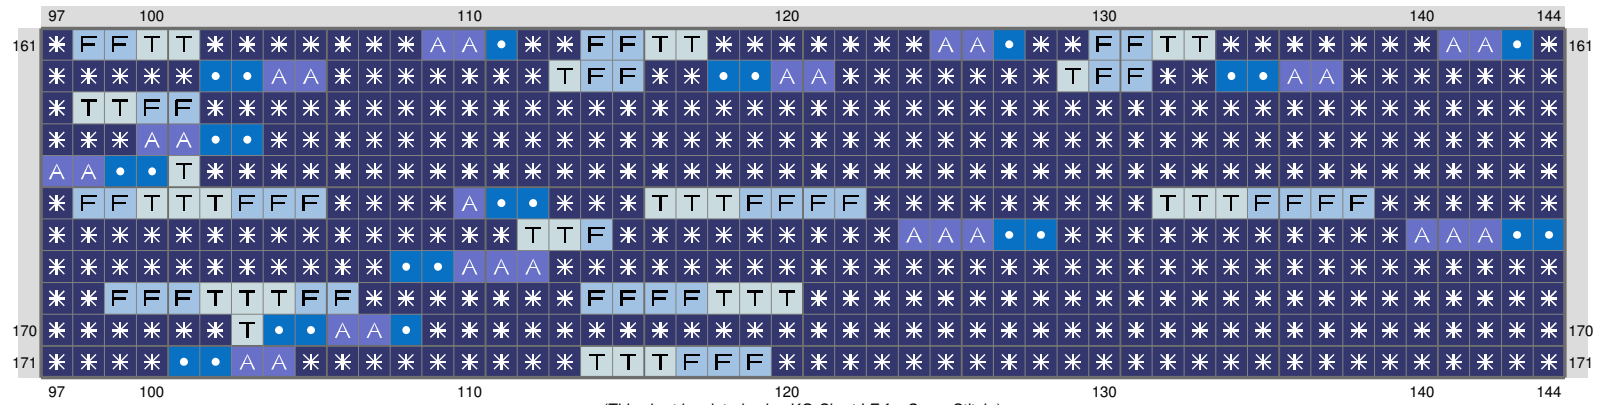 97 100 110 120 130 140 144
161 * F F T T * * * * * * * A A • * * F F T T * * * * * * * A A • * * F F T T * * * * * * * A A • * 161
* * * * * • • A A * * * * * * * T F F * * • • A A * * * * * * * T F F * * • • A A * * * * * * *
* T T F F * * * * * * * * * * * * * * * * * * * * * * * * * * * * * * * * * * * * * * * * * * *
* * * A A • • * * * * * * * * * * * * * * * * * * * * * * * * * * * * * * * * * * * * * * * * *
A A • • T * * * * * * * * * * * * * * * * * * * * * * * * * * * * * * * * * * * * * * * * * * *
* F F T T T F F F * * * * A • • * * * T T T F F F F * * * * * * * * * T T T F F F F * * * * * *
* * * * * * * * * * * * * * * T T F * * * * * * * * * A A A • • * * * * * * * * * * * A A A • •
* * * * * * * * * * * • • A A A * * * * * * * * * * * * * * * * * * * * * * * * * * * * * * * *
* * F F F T T T F F * * * * * * * F F F F T T T * * * * * * * * * * * * * * * * * * * * * * * *
170 * * * * * * T • • A A • * * * * * * * * * * * * * * * * * * * * * * * * * * * * * * * * * * * * 170
171 * * * * • • A A * * * * * * * * * T T T F F F * * * * * * * * * * * * * * * * * * * * * * * * * 171
97 100 110 120 130 140 144